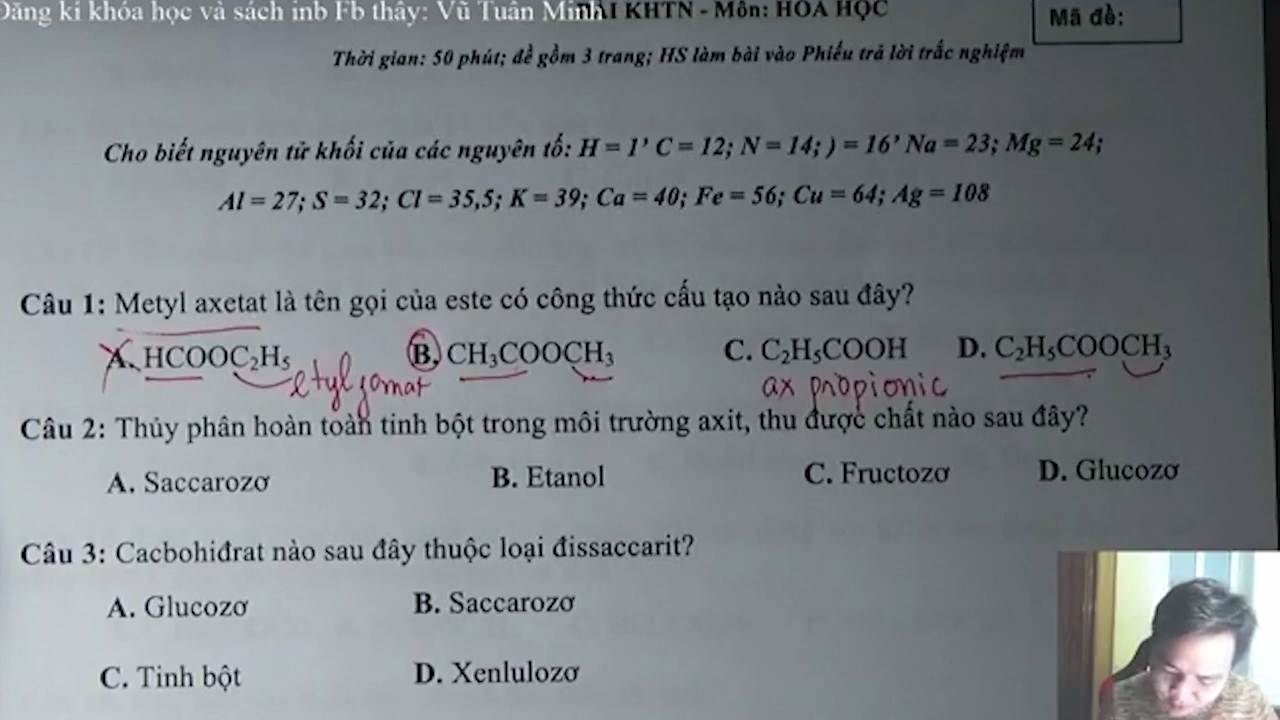 Đăng kí khóa học và sách inb Fb thầy: Vũ Tuấn Minh
BÀI KHTN - Môn: HÓA HỌC
Mã đề:
Thời gian: 50 phút; đề gồm 3 trang; HS làm bài vào Phiếu trả lời trắc nghiệm
Cho biết nguyên tử khối của các nguyên tố: H = 1’ C = 12; N = 14; ) = 16’ Na = 23; Mg = 24;
Al = 27; S = 32; Cl = 35,5; K = 39; Ca = 40; Fe = 56; Cu = 64; Ag = 108
Câu 1: Metyl axetat là tên gọi của este có công thức cấu tạo nào sau đây?
A. HCOOC₂H₅ B. CH₃COOCH₃ C. C₂H₅COOH D. C₂H₅COOCH₃
etyl fomat ax propionic
Câu 2: Thủy phân hoàn toàn tinh bột trong môi trường axit, thu được chất nào sau đây?
A. Saccarozơ B. Etanol C. Fructozơ D. Glucozơ
Câu 3: Cacbohiđrat nào sau đây thuộc loại đissaccarit?
A. Glucozơ B. Saccarozơ
C. Tinh bột D. Xenlulozơ